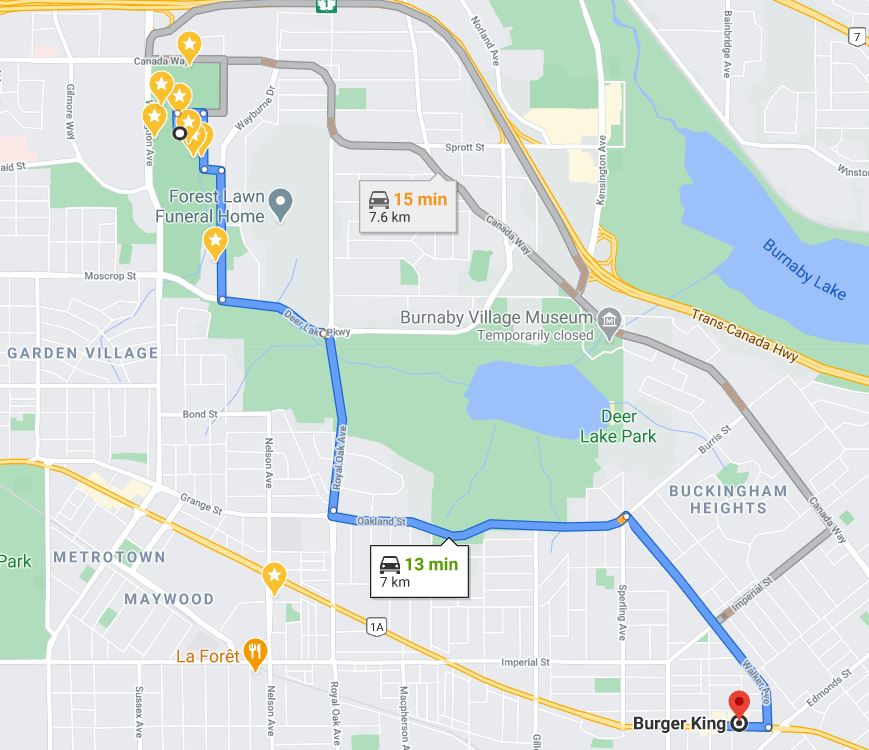 1
7
Canada Way
Norland Ave
Bainbridge Ave
Gilmore Way
Wayburne Dr
Kensington Ave
Sprott St
Winston
aid St
Forest Lawn
Funeral Home
15 min
7.6 km
Canada Way
Burnaby Lake
Moscrop St
Deer Lake Pkwy
Burnaby Village Museum
Temporarily closed
Trans-Canada Hwy
GARDEN VILLAGE
Bond St
Deer
Lake Park
Burris St
Nelson Ave
Royal Oak Ave
BUCKINGHAM
HEIGHTS
Grange St
Oakland St
Canada Way
Park
METROTOWN
13 min
7 km
MAYWOOD
Sperling Ave
Imperial St
1A
La Forêt
Imperial St
Walker Ave
Edmonds St
Sussex Ave
Nelson Ave
Royal Oak Ave
Macpherson A
Gille
Burger King